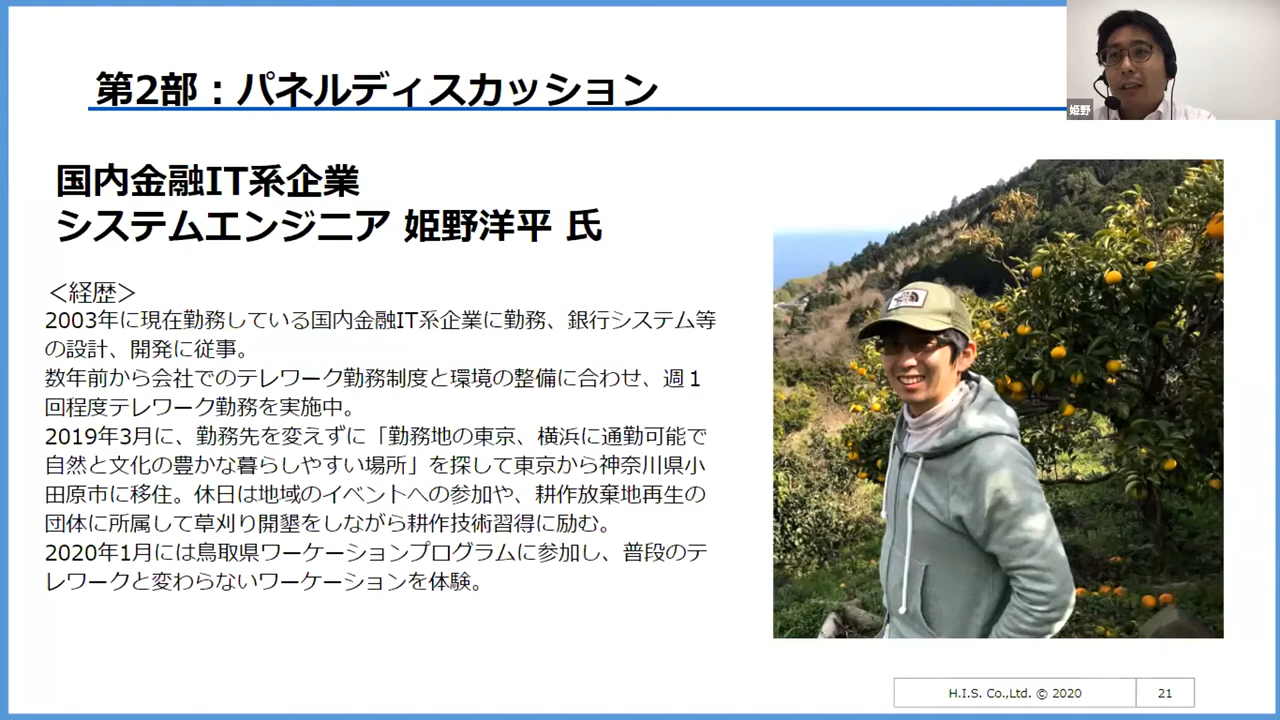 第2部：パネルディスカッション
姫野
国内金融IT系企業
システムエンジニア 姫野洋平 氏
＜経歴＞
2003年に現在勤務している国内金融IT系企業に勤務、銀行システム等
の設計、開発に従事。
数年前から会社でのテレワーク勤務制度と環境の整備に合わせ、週１
回程度テレワーク勤務を実施中。
2019年3月に、勤務先を変えずに「勤務地の東京、横浜に通勤可能で
自然と文化の豊かな暮らしやすい場所」を探して東京から神奈川県小
田原市に移住。休日は地域のイベントへの参加や、耕作放棄地再生の
団体に所属して草刈り開墾をしながら耕作技術習得に励む。
2020年1月には鳥取県ワーケーションプログラムに参加し、普段のテ
レワークと変わらないワーケーションを体験。
H.I.S. Co.,Ltd. © 2020
21